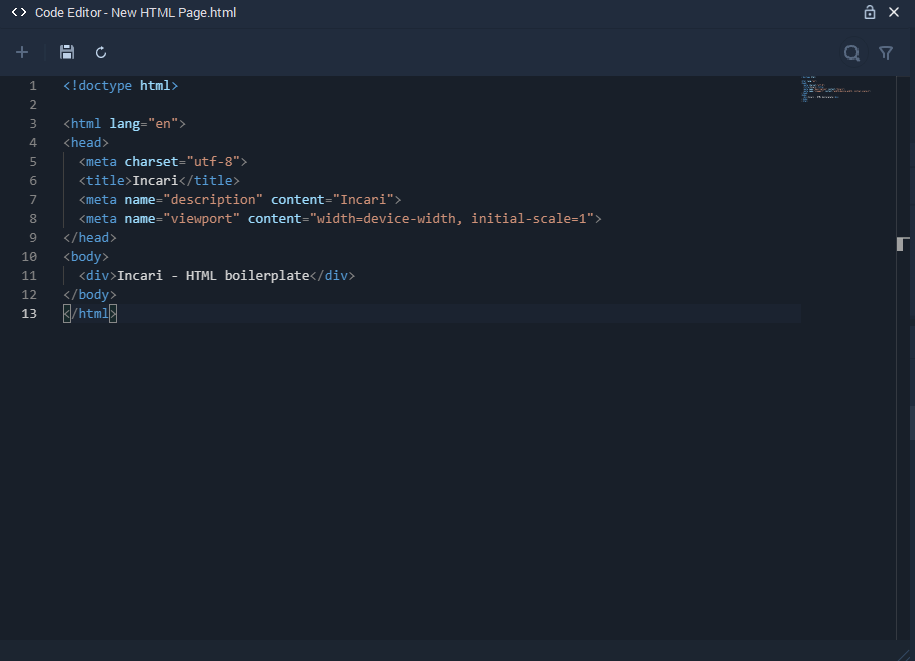 Code Editor - New HTML Page.html
1 <!doctype html>
2
3 <html lang="en">
4 <head>
5 <meta charset="utf-8">
6 <title>Incari</title>
7 <meta name="description" content="Incari">
8 <meta name="viewport" content="width=device-width, initial-scale=1">
9 </head>
10 <body>
11 <div>Incari - HTML boilerplate</div>
12 </body>
13 </html>